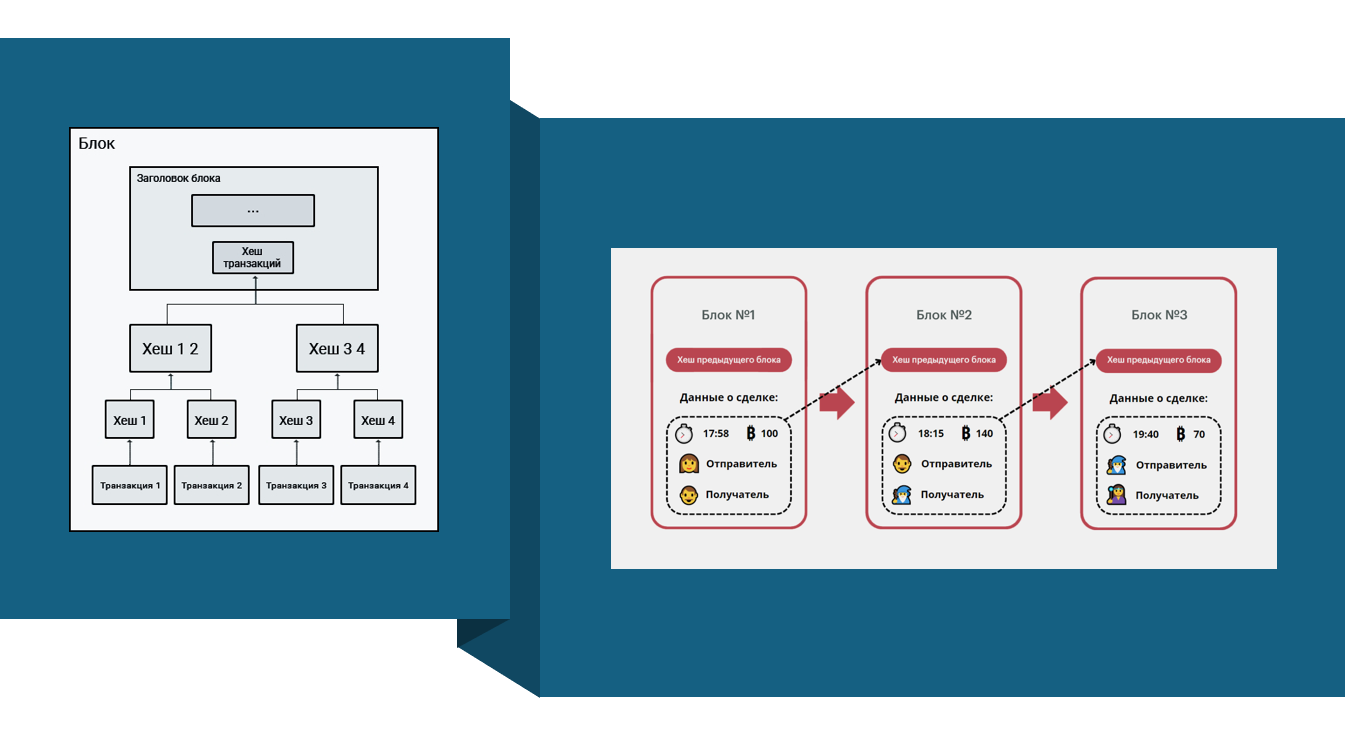 Блок
Заголовок блока
...
Хеш
транзакций
Хеш 1 2
Хеш 3 4
Хеш 1
Хеш 2
Хеш 3
Хеш 4
Транзакция 1
Транзакция 2
Транзакция 3
Транзакция 4
Блок №1
Хеш предыдущего блока
Данные о сделке:
17:58 ₿ 100
Отправитель
Получатель
Блок №2
Хеш предыдущего блока
Данные о сделке:
18:15 ₿ 140
Отправитель
Получатель
Блок №3
Хеш предыдущего блока
Данные о сделке:
19:40 ₿ 70
Отправитель
Получатель